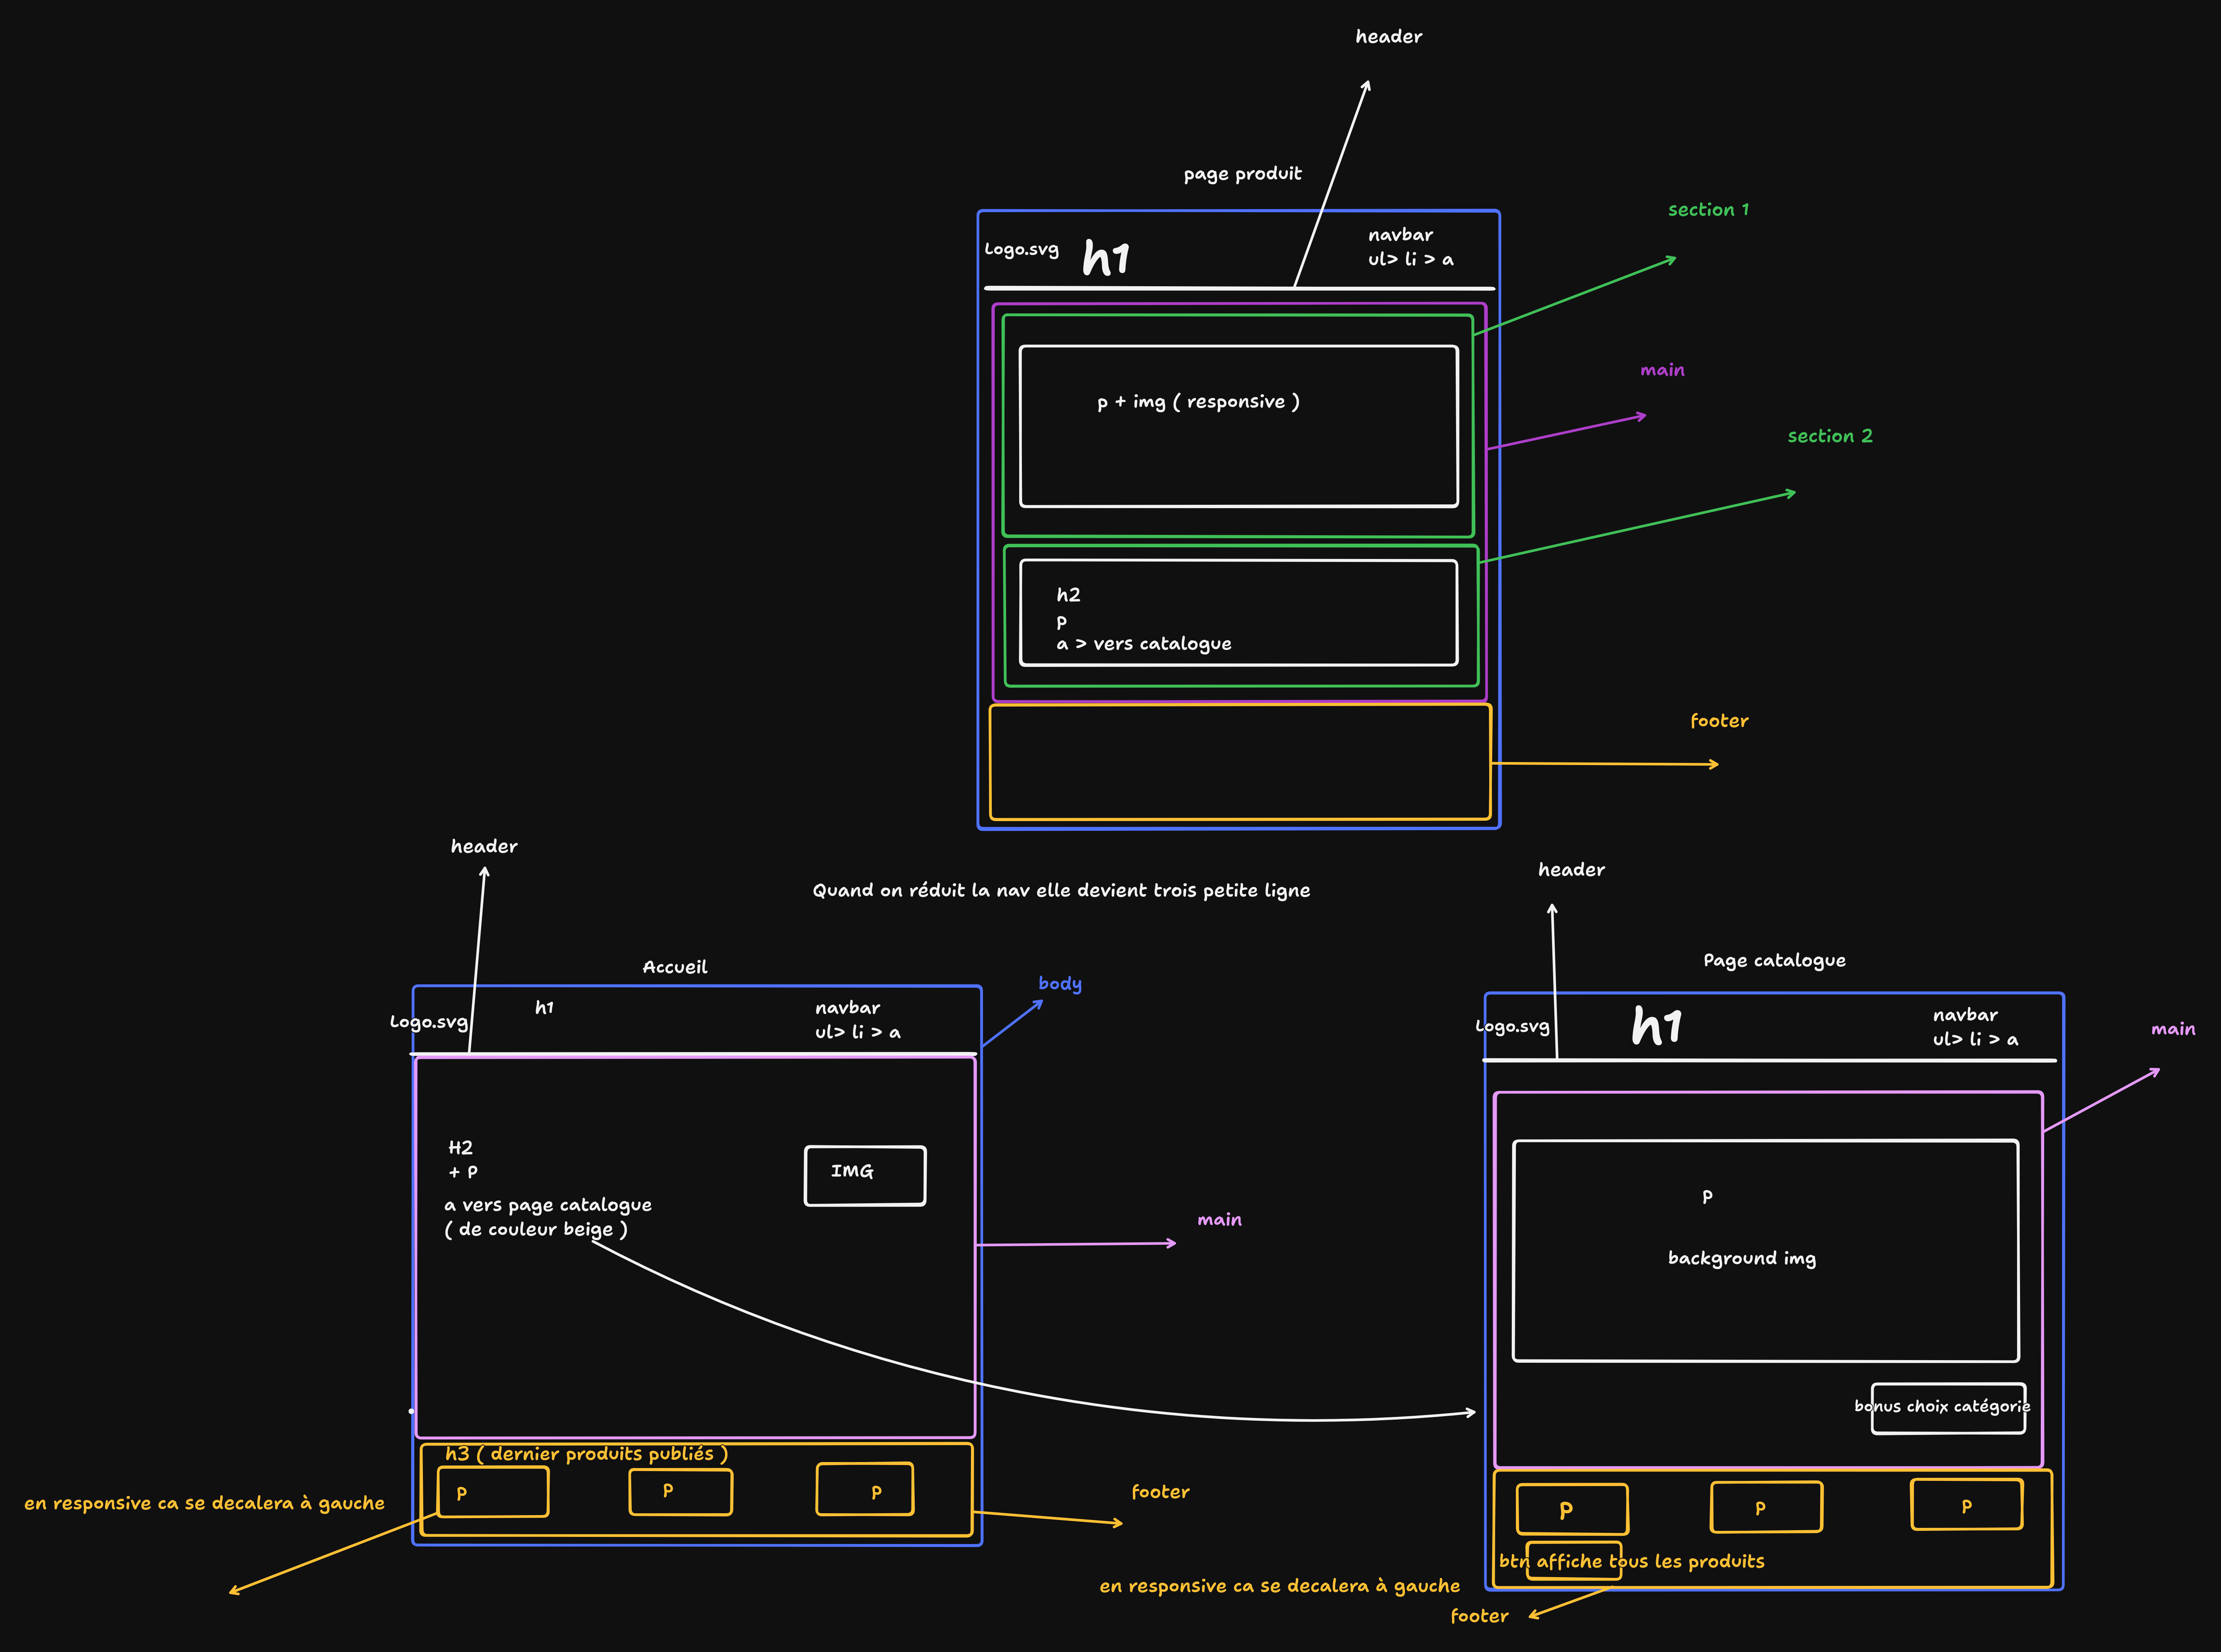 header
page produit
section 1
Logo.svg
h1
navbar
ul> li > a
main
p + img ( responsive )
section 2
h2
p
a > vers catalogue
footer
header
Quand on réduit la nav elle devient trois petite ligne
header
Accueil
body
Page catalogue
Logo.svg
h1
navbar
ul> li > a
Logo.svg
h1
navbar
ul> li > a
main
H2
+ P
a vers page catalogue
( de couleur beige )
IMG
main
p
background img
bonus choix catégorie
h3 ( dernier produits publiés )
p
p
p
en responsive ca se decalera à gauche
footer
p
p
p
btn affiche tous les produits
en responsive ca se decalera à gauche
footer